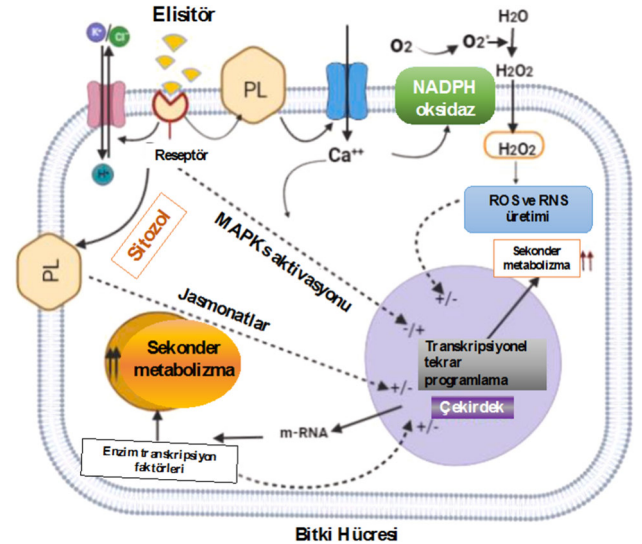 Elisitör
K+
Cl-
H+
Reseptör
PL
Ca++
O2
O2-
H2O
H2O2
NADPH
oksidaz
H2O2
ROS ve RNS
üretimi
Sekonder
metabolizma
Sitozol
MAPKs aktivasyonu
PL
Jasmonatlar
+/-
-/+
+/-
+/-
Transkripsiyonel
tekrar
programlama
Çekirdek
Sekonder
metabolizma
m-RNA
Enzim transkripsiyon
faktörleri
Bitki Hücresi